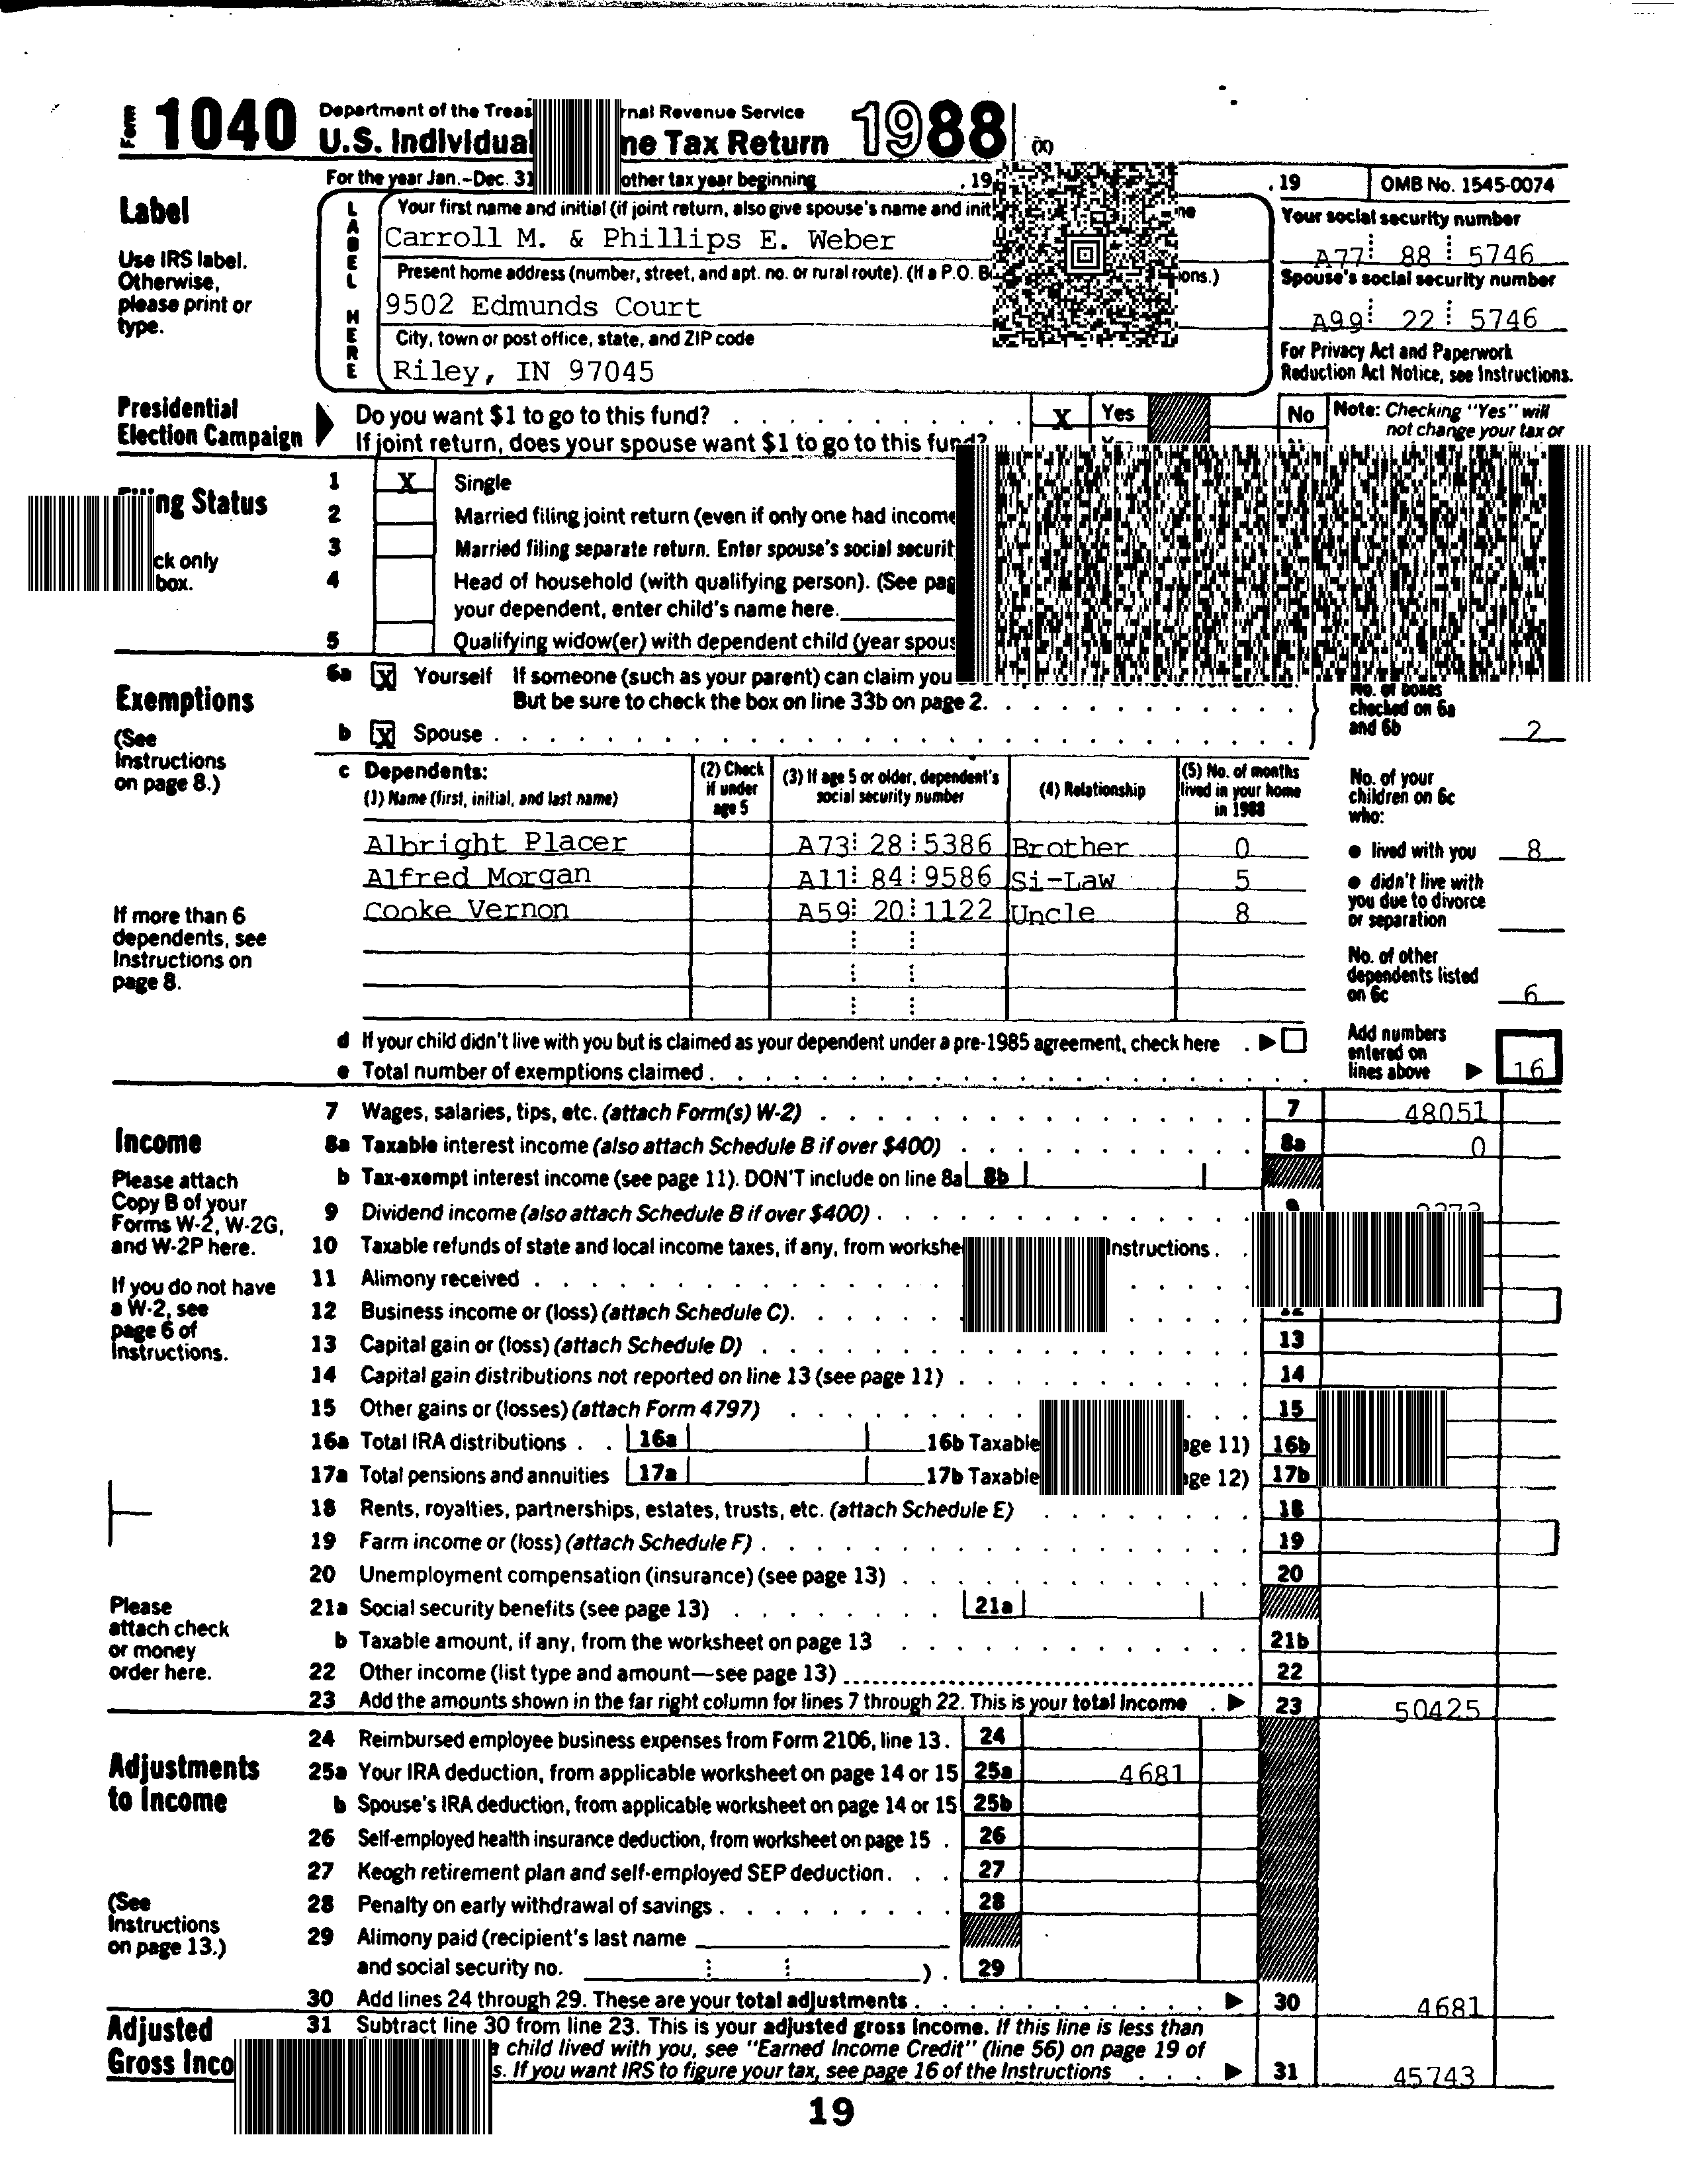 Form 1040 Department of the Treas rnal Revenue Service
U.S. Individual me Tax Return 1988 (X)
For the year Jan.-Dec. 31 other tax year beginning , 19 , 19 OMB No. 1545-0074
Label
Use IRS label.
Otherwise,
please print or
type.
LABEL HERE
Your first name and initial (if joint return, also give spouse's name and init
Carroll M. & Phillips E. Weber
Your social security number
A77 88 5746
Present home address (number, street, and apt. no. or rural route). (If a P.O. ions.)
9502 Edmunds Court
Spouse's social security number
A99 22 5746
City, town or post office, state, and ZIP code
Riley, IN 97045
For Privacy Act and Paperwork
Reduction Act Notice, see Instructions.
Presidential
Election Campaign
Do you want $1 to go to this fund? X Yes No
If joint return, does your spouse want $1 to go to this fund?
Note: Checking "Yes" will
not change your tax or
ing Status
ck only
box.
1 X Single
2 Married filing joint return (even if only one had income
3 Married filing separate return. Enter spouse's social securit
4 Head of household (with qualifying person). (See pag
your dependent, enter child's name here.
5 Qualifying widow(er) with dependent child (year spous
Exemptions
(See
Instructions
on page 8.)
6a X Yourself If someone (such as your parent) can claim you
But be sure to check the box on line 33b on page 2.
b X Spouse
No. of boxes
checked on 6a
and 6b 2
c Dependents:
(1) Name (first, initial, and last name)
(2) Check
if under
age 5
(3) If age 5 or older, dependent's
social security number
(4) Relationship
(5) No. of months
lived in your home
in 1988
Albright Placer A73 28 5386 Brother 0
Alfred Morgan A11 84 9586 Si-Law 5
Cooke Vernon A59 20 1122 Uncle 8
If more than 6
dependents, see
Instructions on
page 8.
No. of your
children on 6c
who:
● lived with you 8
● didn't live with
you due to divorce
or separation
No. of other
dependents listed
on 6c 6
d If your child didn't live with you but is claimed as your dependent under a pre-1985 agreement, check here
e Total number of exemptions claimed
Add numbers
entered on
lines above 16
Income
Please attach
Copy B of your
Forms W-2, W-2G,
and W-2P here.
If you do not have
a W-2, see
page 6 of
Instructions.
7 Wages, salaries, tips, etc. (attach Form(s) W-2) 7 48051
8a Taxable interest income (also attach Schedule B if over $400) 8a 0
b Tax-exempt interest income (see page 11). DON'T include on line 8a 8b
9 Dividend income (also attach Schedule B if over $400) 9
10 Taxable refunds of state and local income taxes, if any, from workshe Instructions
11 Alimony received
12 Business income or (loss) (attach Schedule C). 12
13 Capital gain or (loss) (attach Schedule D) 13
14 Capital gain distributions not reported on line 13 (see page 11) 14
15 Other gains or (losses) (attach Form 4797) 15
16a Total IRA distributions 16a 16b Taxable age 11) 16b
17a Total pensions and annuities 17a 17b Taxable age 12) 17b
18 Rents, royalties, partnerships, estates, trusts, etc. (attach Schedule E) 18
19 Farm income or (loss) (attach Schedule F) 19
20 Unemployment compensation (insurance) (see page 13) 20
21a Social security benefits (see page 13) 21a
b Taxable amount, if any, from the worksheet on page 13 21b
22 Other income (list type and amount—see page 13) 22
23 Add the amounts shown in the far right column for lines 7 through 22. This is your total income 23 50425
Please
attach check
or money
order here.
Adjustments
to Income
(See
Instructions
on page 13.)
24 Reimbursed employee business expenses from Form 2106, line 13. 24
25a Your IRA deduction, from applicable worksheet on page 14 or 15 25a 4681
b Spouse's IRA deduction, from applicable worksheet on page 14 or 15 25b
26 Self-employed health insurance deduction, from worksheet on page 15 26
27 Keogh retirement plan and self-employed SEP deduction 27
28 Penalty on early withdrawal of savings 28
29 Alimony paid (recipient's last name
and social security no. ). 29
30 Add lines 24 through 29. These are your total adjustments 30 4681
Adjusted
Gross Inco
31 Subtract line 30 from line 23. This is your adjusted gross income. If this line is less than
a child lived with you, see "Earned Income Credit" (line 56) on page 19 of
s. If you want IRS to figure your tax, see page 16 of the Instructions 31 45743
19